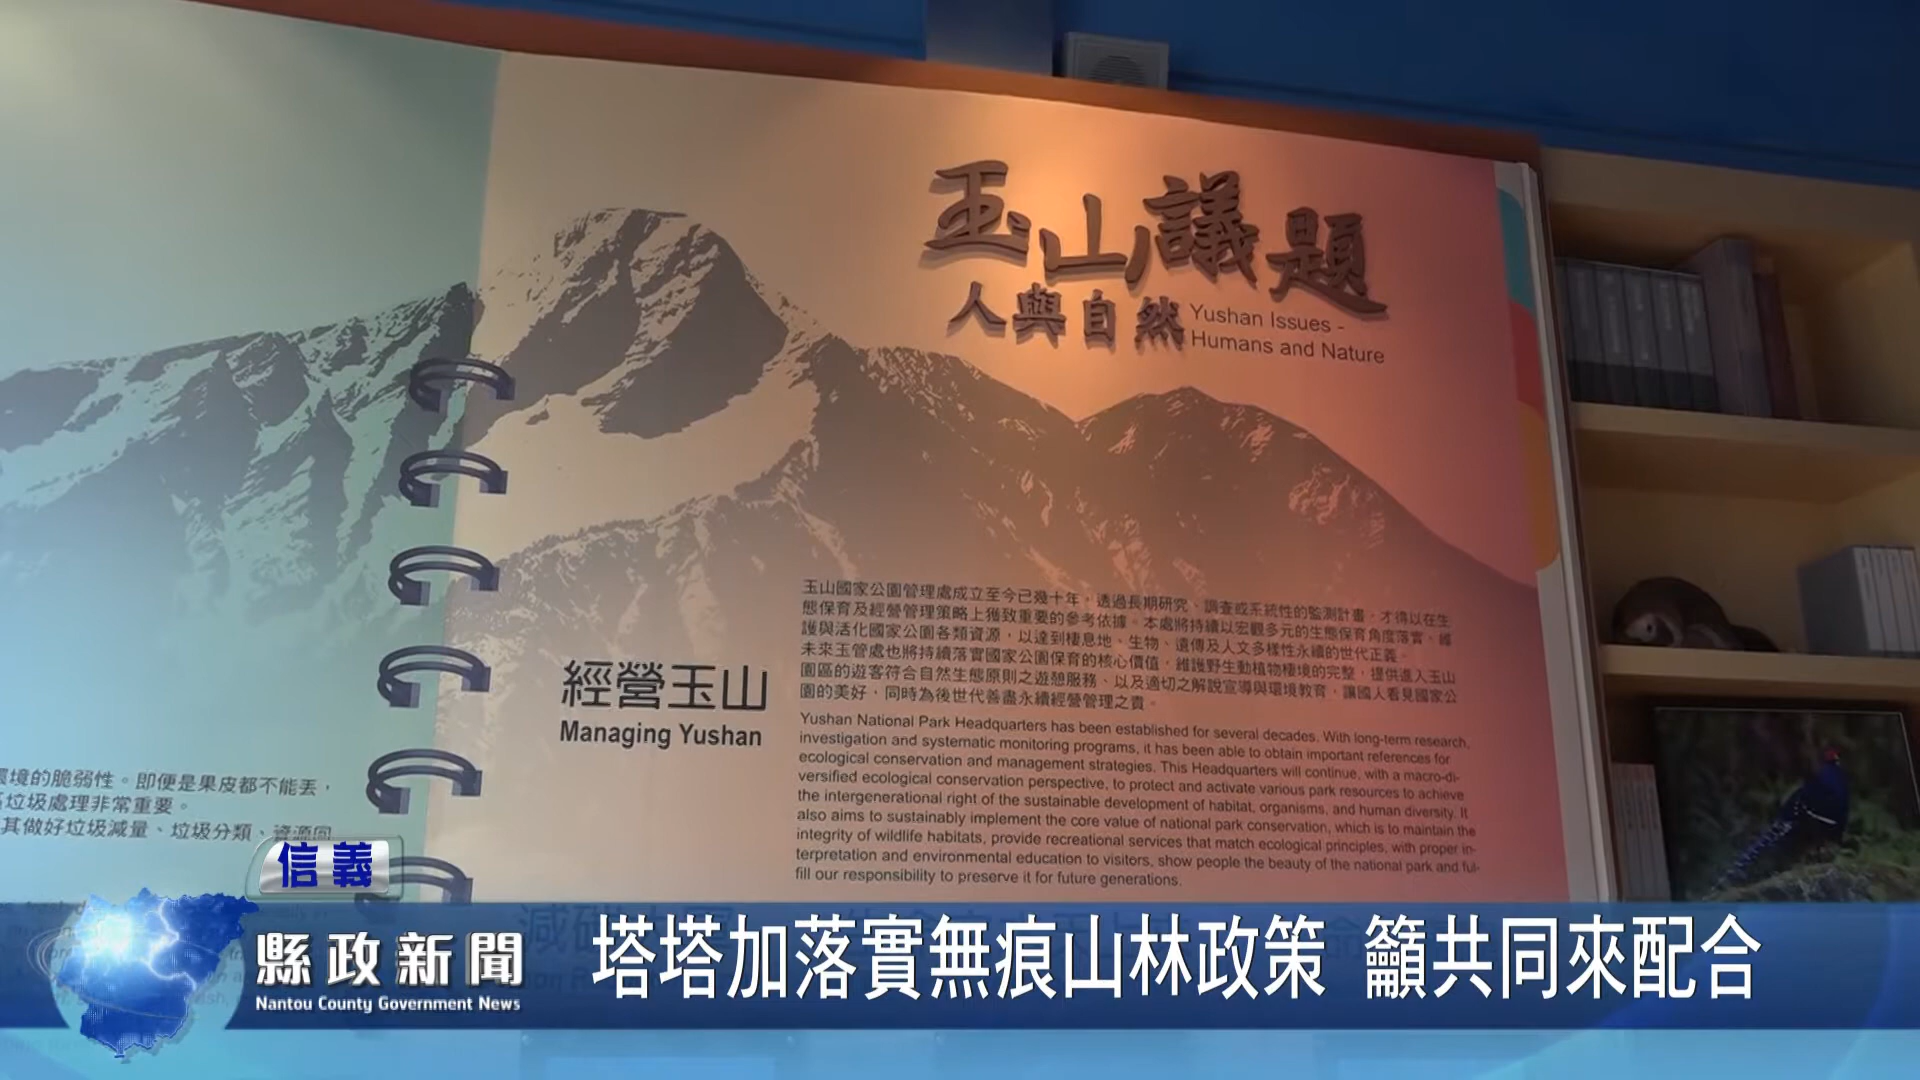 玉山議題
人與自然
Yushan Issues -
Humans and Nature
經營玉山
Managing Yushan
玉山國家公園管理處成立至今已幾十年，透過長期研究、調查或系統性的監測計畫，才得以在生
態保育及經營管理策略上獲致重要的參考依據。本處將持續以宏觀多元的生態保育角度落實、維
護與活化國家公園各類資源，以達到棲息地、生物、遺傳及人文多樣性永續的世代正義。
未來玉管處也將持續落實國家公園保育的核心價值，維護野生動植物棲境的完整，提供進入玉山
園區的遊客符合自然生態原則之遊憩服務、以及適切之解說宣導與環境教育，讓國人看見國家公
園的美好，同時為後世代善盡永續經營管理之責。
Yushan National Park Headquarters has been established for several decades. With long-term research,
investigation and systematic monitoring programs, it has been able to obtain important references for
ecological conservation and management strategies. This Headquarters will continue, with a macro-di-
versified ecological conservation perspective, to protect and activate various park resources to achieve
the intergenerational right of the sustainable development of habitat, organisms, and human diversity. It
also aims to sustainably implement the core value of national park conservation, which is to maintain the
integrity of wildlife habitats, provide recreational services that match ecological principles, with proper in-
terpretation and environmental education to visitors, show people the beauty of the national park and ful-
fill our responsibility to preserve it for future generations.
環境的脆弱性。即便是果皮都不能丟，
垃圾處理非常重要。
其做好垃圾減量、垃圾分類、資源回
信義
縣政新聞
Nantou County Government News
塔塔加落實無痕山林政策 籲共同來配合